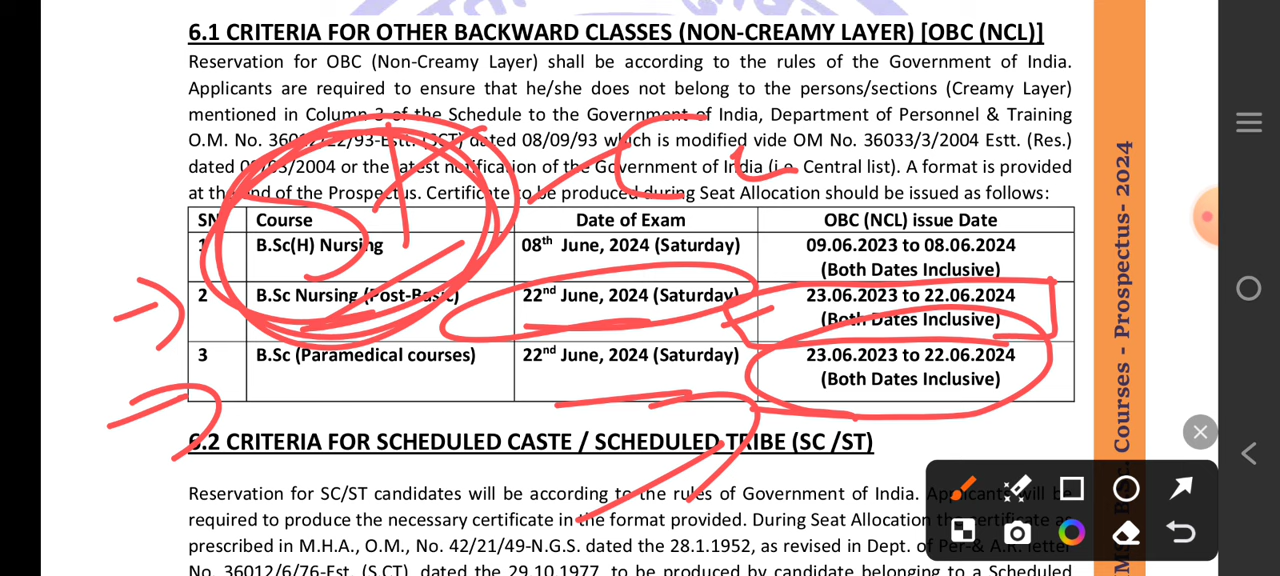 6.1 CRITERIA FOR OTHER BACKWARD CLASSES (NON-CREAMY LAYER) [OBC (NCL)]
Reservation for OBC (Non-Creamy Layer) shall be according to the rules of the Government of India.
Applicants are required to ensure that he/she does not belong to the persons/sections (Creamy Layer)
mentioned in Column 3 of the Schedule to the Government of India, Department of Personnel & Training
O.M. No. dated 08/09/93 which is modified vide OM No. 36033/3/2004 Estt. (Res.)
dated or the latest notification of the Government of India (i.e. Central list). A format is provided
at the end of the Prospectus. Certificate to be produced during Seat Allocation should be issued as follows:
SN Course Date of Exam OBC (NCL) issue Date
1 B.Sc(H) Nursing 08th June, 2024 (Saturday) 09.06.2023 to 08.06.2024
(Both Dates Inclusive)
2 B.Sc Nursing (Post-Basic) 22nd June, 2024 (Saturday) 23.06.2023 to 22.06.2024
(Both Dates Inclusive)
3 B.Sc (Paramedical courses) 22nd June, 2024 (Saturday) 23.06.2023 to 22.06.2024
(Both Dates Inclusive)
6.2 CRITERIA FOR SCHEDULED CASTE / SCHEDULED TRIBE (SC /ST)
Reservation for SC/ST candidates will be according to the rules of Government of India. Applicants will be
required to produce the necessary certificate in the format provided. During Seat Allocation the certificate as
prescribed in M.H.A., O.M., No. 42/21/49-N.G.S. dated the 28.1.1952, as revised in Dept. of Per. & A.R. letter
No. 36012/6/76-Est. (S.CT), dated the 29.10.1977, to be produced by candidate belonging to a Scheduled
Courses - Prospectus- 2024